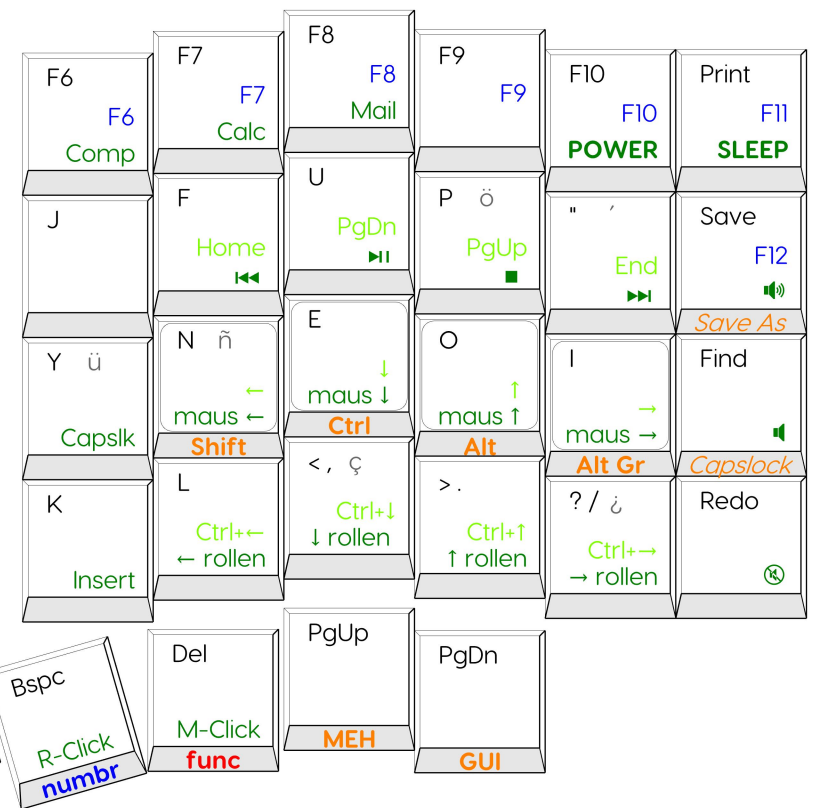 F6
F6
Comp
F7
F7
Calc
F8
F8
Mail
F9
F9
F10
F10
POWER
Print
F11
SLEEP
J
F
Home
U
PgDn
P ö
PgUp
" ´
End
Save
F12
Save As
Y ü
Capslk
N ñ
←
maus ←
Shift
E
↓
maus ↓
Ctrl
O
↑
maus ↑
Alt
I
→
maus →
Alt Gr
Find
Capslock
K
Insert
L
Ctrl+←
← rollen
< , ç
Ctrl+↓
↓ rollen
> .
Ctrl+↑
↑ rollen
? / ¿
Ctrl+→
→ rollen
Redo
Bspc
R-Click
numbr
Del
M-Click
func
PgUp
MEH
PgDn
GUI